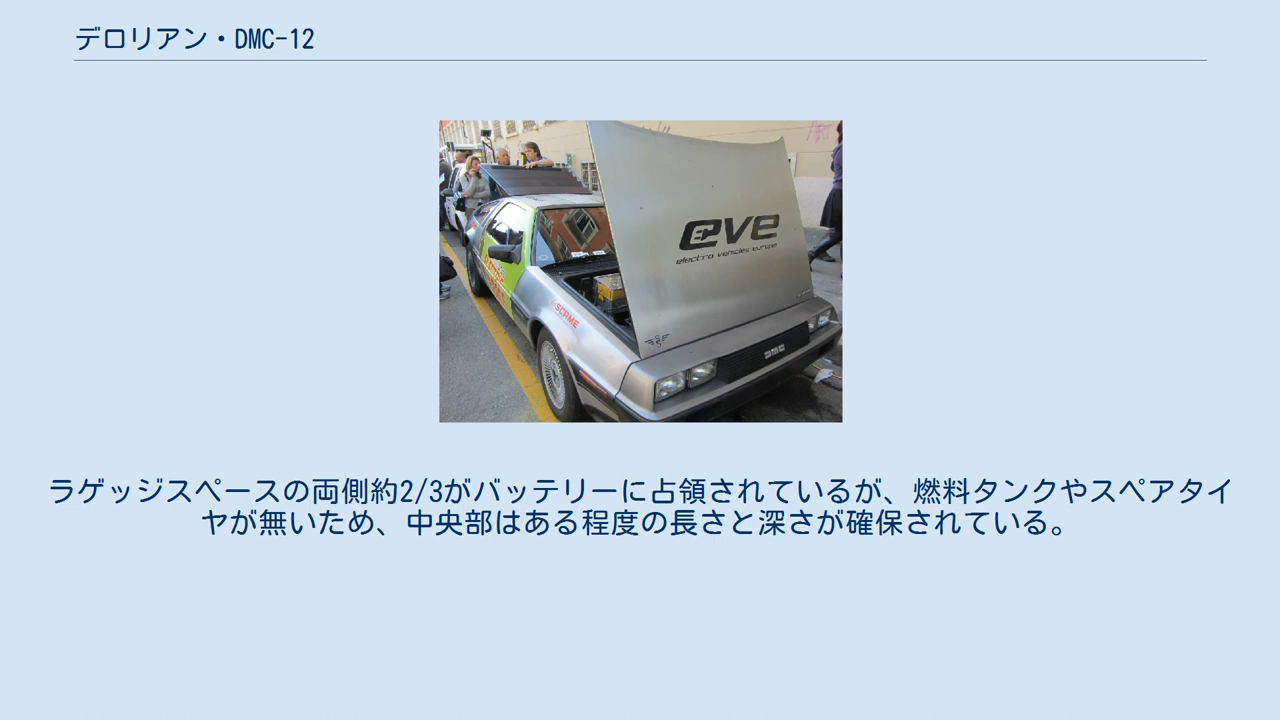 デロリアン・DMC-12
eve
electro vehicles europe
SCAME
DMC
ラゲッジスペースの両側約2/3がバッテリーに占領されているが、燃料タンクやスペアタイ
ヤが無いため、中央部はある程度の長さと深さが確保されている。